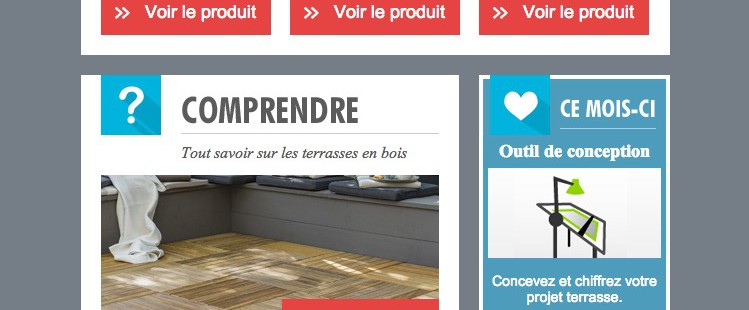 Voir le produit
Voir le produit
Voir le produit
?
COMPRENDRE
Tout savoir sur les terrasses en bois
CE MOIS-CI
Outil de conception
Concevez et chiffrez votre
projet terrasse.